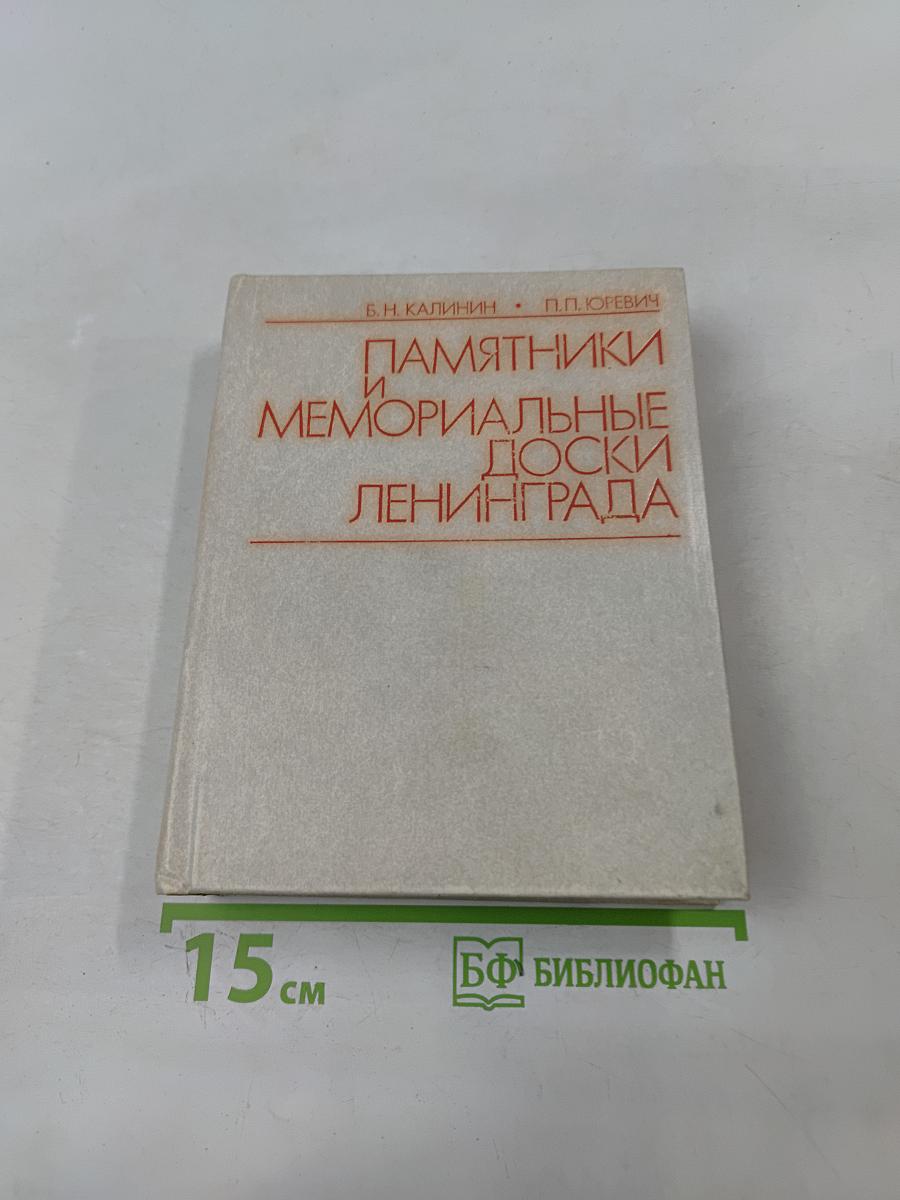 Б. Н. КАЛИНИН • П. П. ЮРЕВИЧ
ПАМЯТНИКИ
И
МЕМОРИАЛЬНЫЕ
ДОСКИ
ЛЕНИНГРАДА
15 см
БФ БИБЛИОФАН